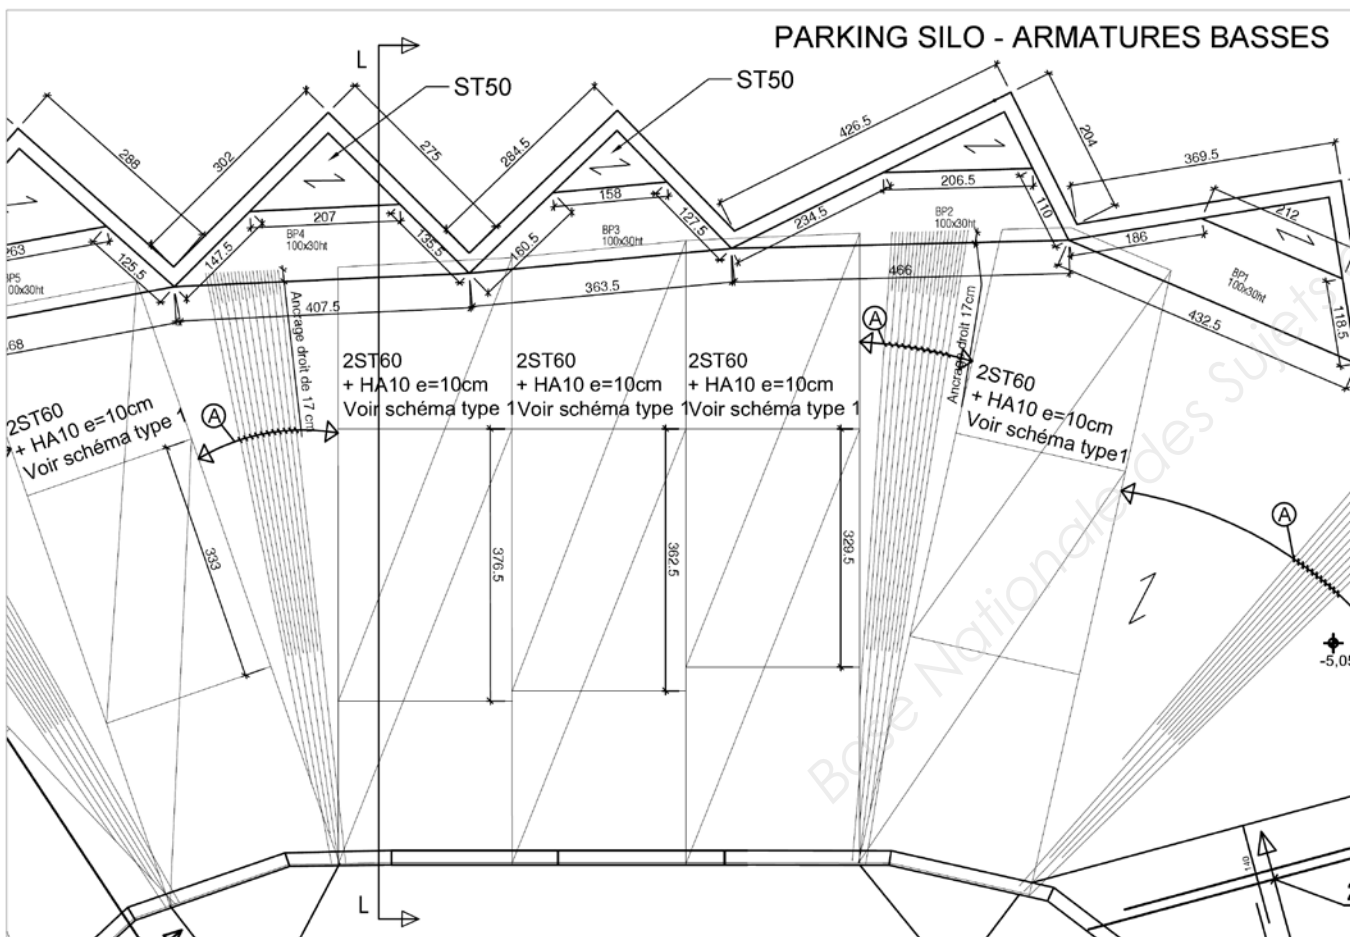 PARKING SILO - ARMATURES BASSES
L
ST50
ST50
288
302
275
284.5
426.5
204
369.5
212
263
125.5
147.5
207
BP4
100x30ht
135.5
160.5
158
BP3
100x30ht
127.5
234.5
206.5
BP2
100x30ht
110
186
BP1
100x30ht
118.5
BP5
00x30ht
68
407.5
363.5
466
432.5
Ancrage droit de 17 cm
Ancrage droit 17cm
2ST60
+ HA10 e=10cm
Voir schéma type 1
A
2ST60
+ HA10 e=10cm
Voir schéma type 1
2ST60
+ HA10 e=10cm
Voir schéma type 1
2ST60
+ HA10 e=10cm
Voir schéma type 1
A
2ST60
+ HA10 e=10cm
Voir schéma type1
A
333
376.5
362.5
329.5
-5,05
140
2
L
Base Nationale des Sujets